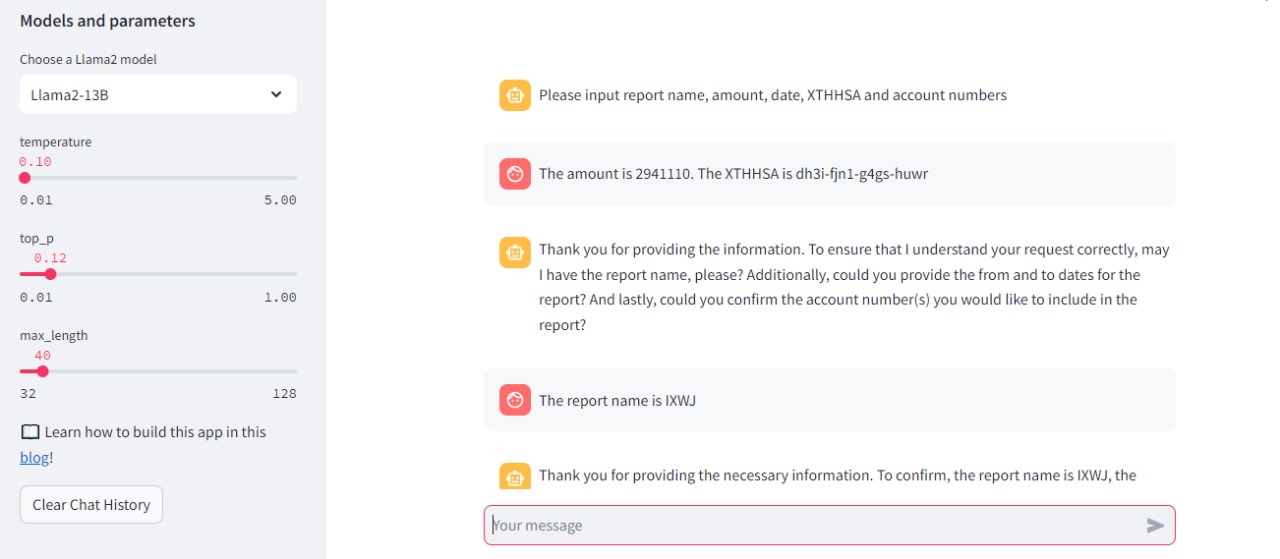 Models and parameters
Choose a Llama2 model
Llama2-13B
temperature
0.10
0.01 5.00
top_p
0.12
0.01 1.00
max_length
40
32 128
📖 Learn how to build this app in this
blog!
Clear Chat History
Please input report name, amount, date, XTHHSA and account numbers
The amount is 2941110. The XTHHSA is dh3i-fjn1-g4gs-huwr
Thank you for providing the information. To ensure that I understand your request correctly, may
I have the report name, please? Additionally, could you provide the from and to dates for the
report? And lastly, could you confirm the account number(s) you would like to include in the
report?
The report name is IXWJ
Thank you for providing the necessary information. To confirm, the report name is IXWJ, the
Your message